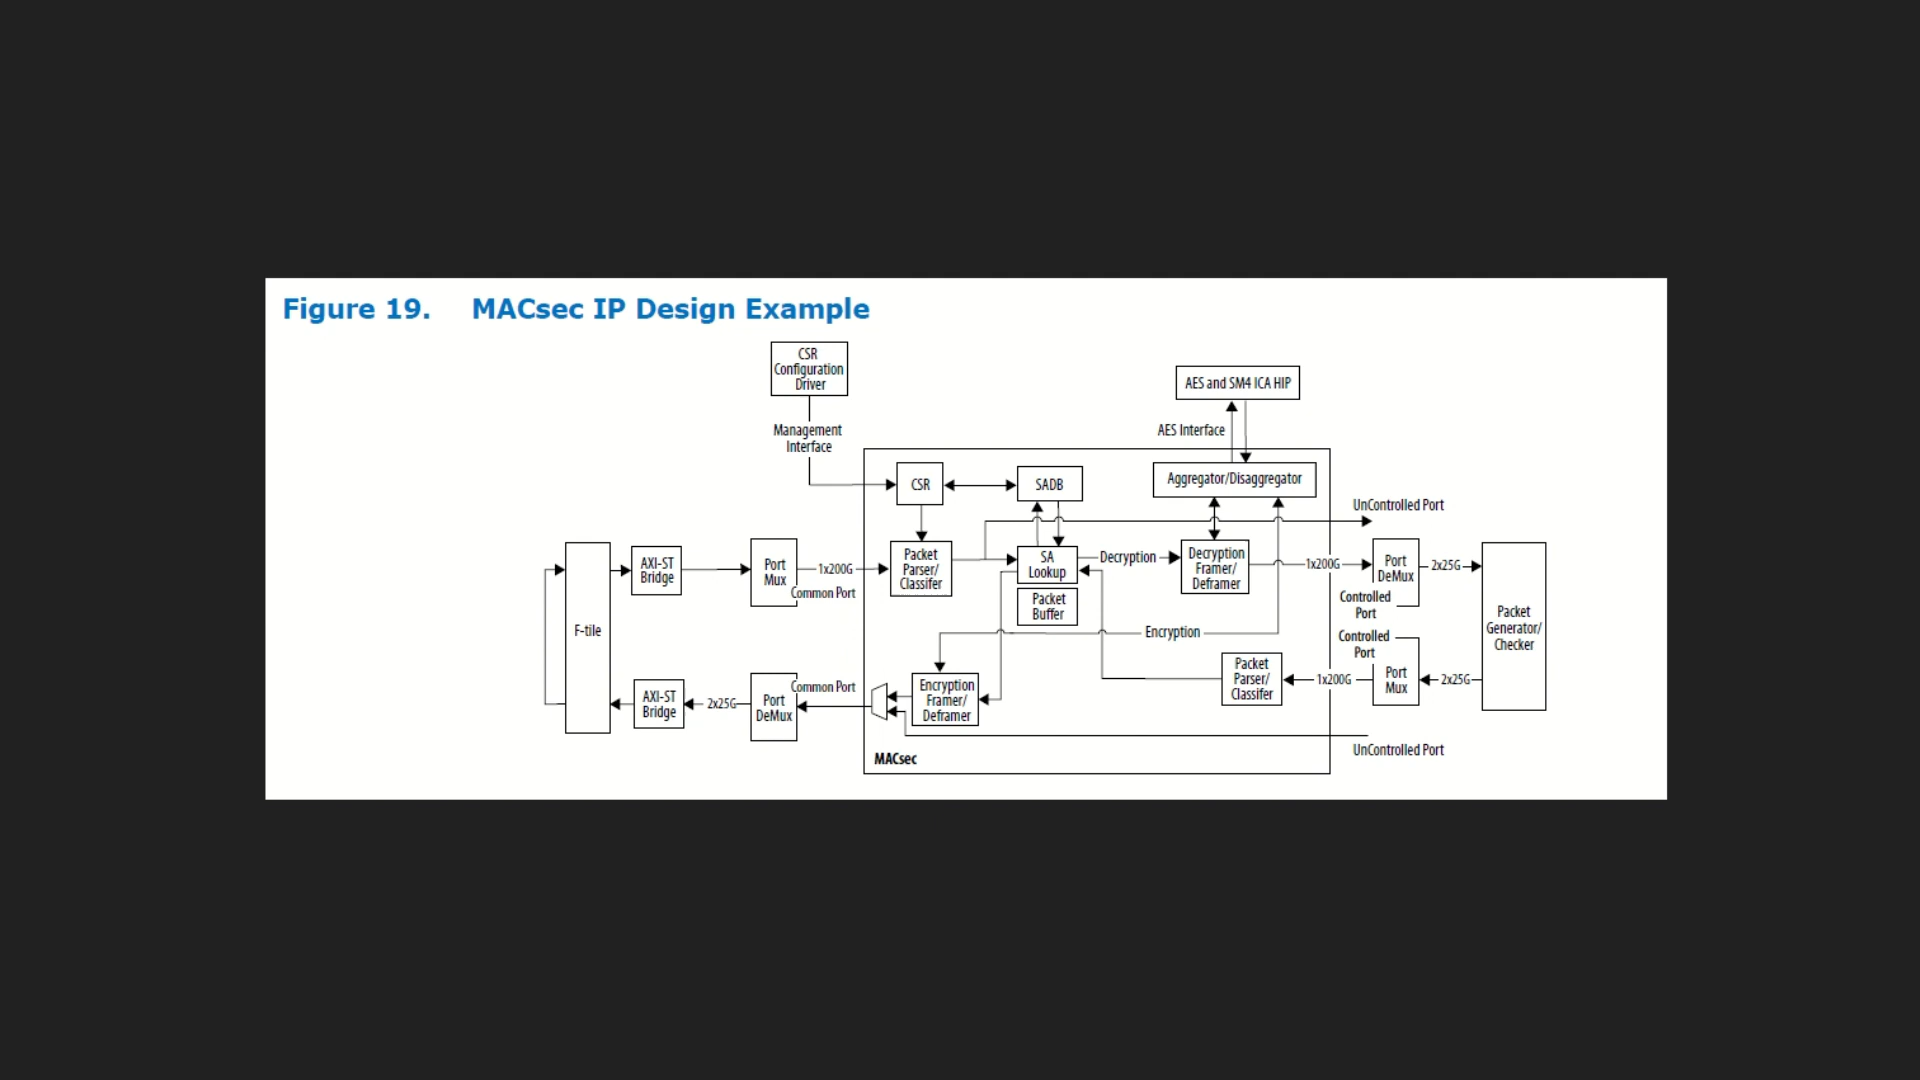 Figure 19. MACsec IP Design Example
CSR
Configuration
Driver
AES and SM4 ICA HIP
Management
Interface
AES Interface
CSR
SADB
Aggregator/Disaggregator
UnControlled Port
F-tile
AXI-ST
Bridge
Port
Mux
1x200G
Common Port
Packet
Parser/
Classifer
SA
Lookup
Decryption
Decryption
Framer/
Deframer
1x200G
Port
DeMux
2x25G
Controlled
Port
Packet
Buffer
Packet
Generator/
Checker
Encryption
Controlled
Port
AXI-ST
Bridge
2x25G
Port
DeMux
Common Port
Encryption
Framer/
Deframer
Packet
Parser/
Classifer
1x200G
Port
Mux
2x25G
UnControlled Port
MACsec